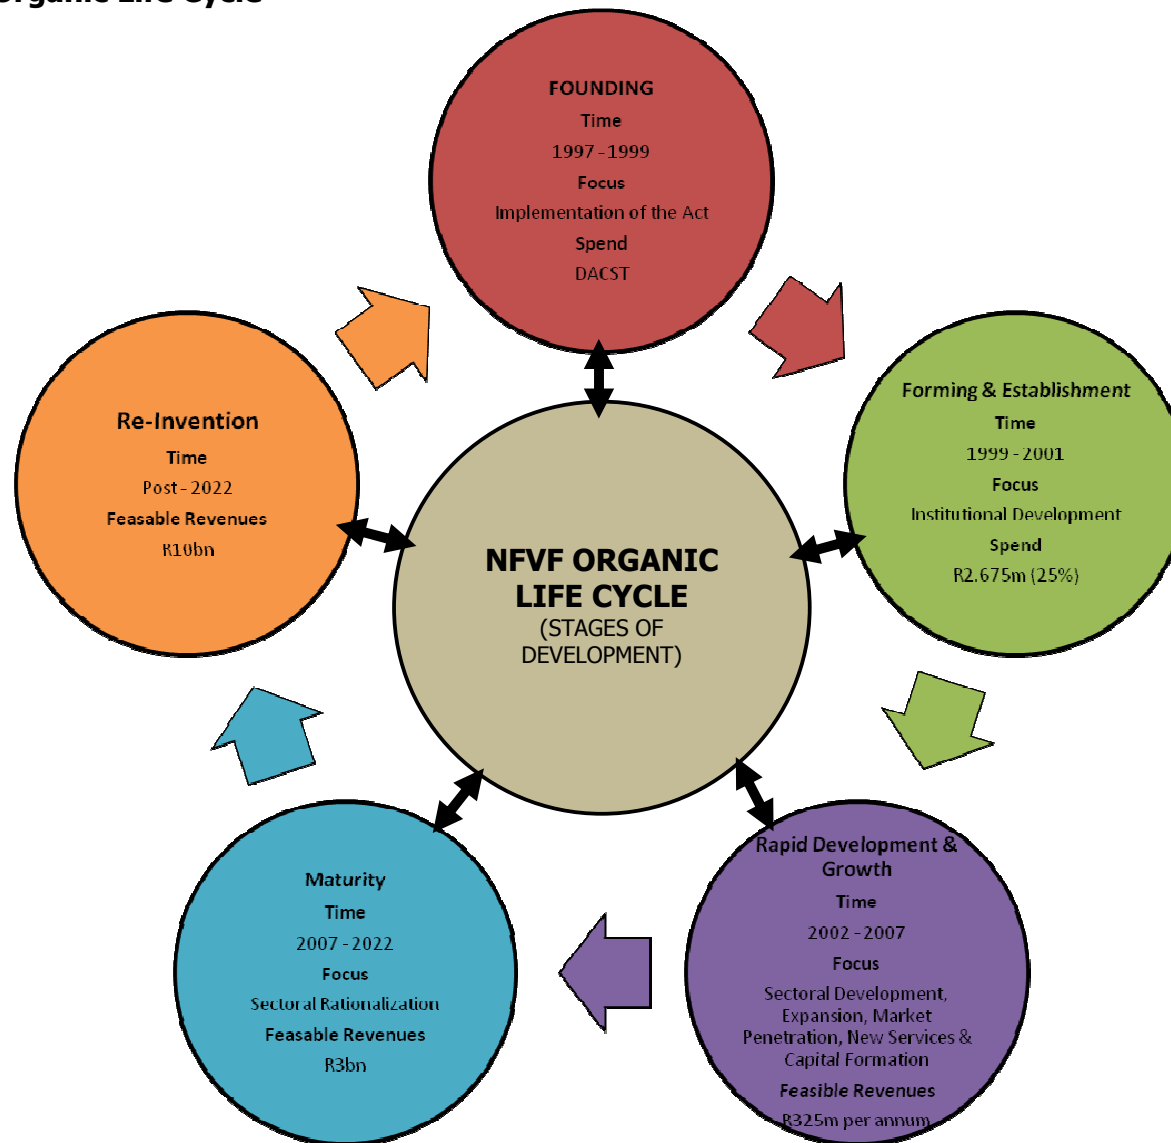 Organic Life Cycle
FOUNDING
Time
1997 - 1999
Focus
Implementation of the Act
Spend
DACST
Forming & Establishment
Time
1999 - 2001
Focus
Institutional Development
Spend
R2.675m (25%)
Rapid Development &
Growth
Time
2002 - 2007
Focus
Sectoral Development,
Expansion, Market
Penetration, New Services &
Capital Formation
Feasible Revenues
R325m per annum
Maturity
Time
2007 - 2022
Focus
Sectoral Rationalization
Feasable Revenues
R3bn
Re-Invention
Time
Post - 2022
Feasable Revenues
R10bn
NFVF ORGANIC
LIFE CYCLE
(STAGES OF
DEVELOPMENT)